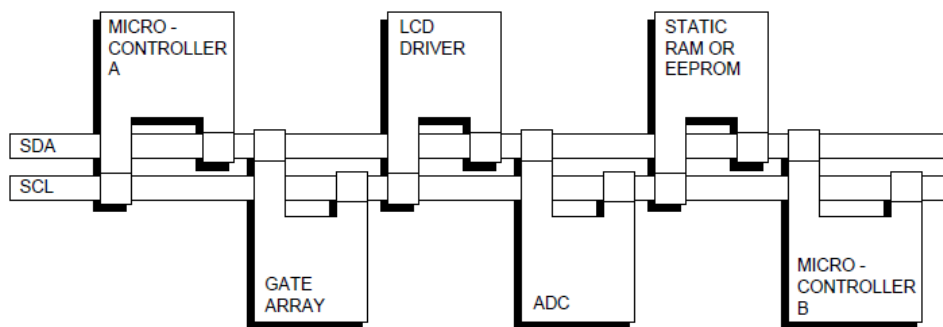 MICRO -
CONTROLLER
A
LCD
DRIVER
STATIC
RAM OR
EEPROM
SDA
SCL
GATE
ARRAY
ADC
MICRO -
CONTROLLER
B